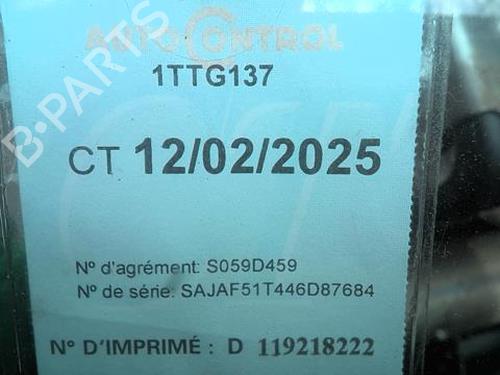 AUTOCONTROL
1TTG137
CT 12/02/2025
B-PARTS
N° d'agrément: S059D459
N° de série: SAJAF51T446D87684
N° D'IMPRIMÉ : D 119218222